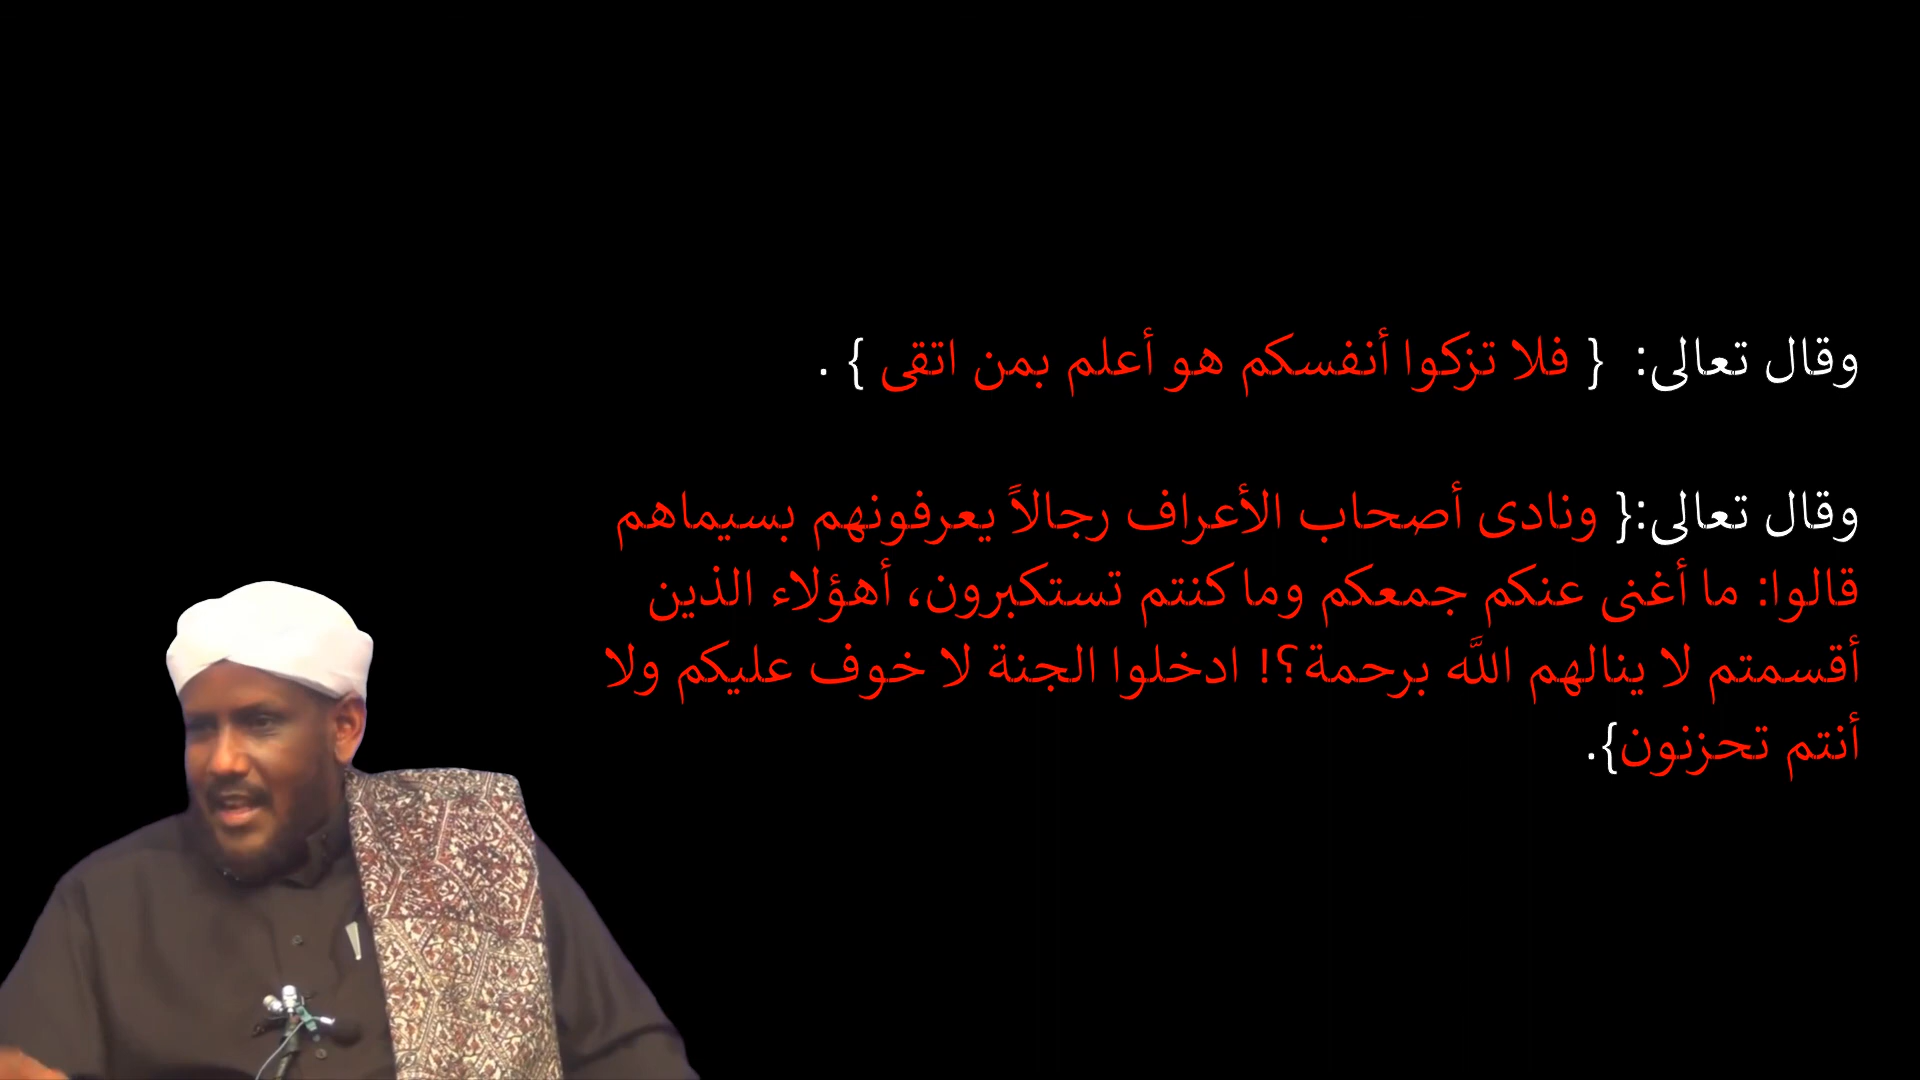 وقال تعالى: { فلا تزكوا أنفسكم هو أعلم بمن اتقى } .
وقال تعالى:{ ونادى أصحاب الأعراف رجالاً يعرفونهم بسيماهم
قالوا: ما أغنى عنكم جمعكم وما كنتم تستكبرون، أهؤلاء الذين
أقسمتم لا ينالهم اللّٰه برحمة؟! ادخلوا الجنة لا خوف عليكم ولا
أنتم تحزنون}.